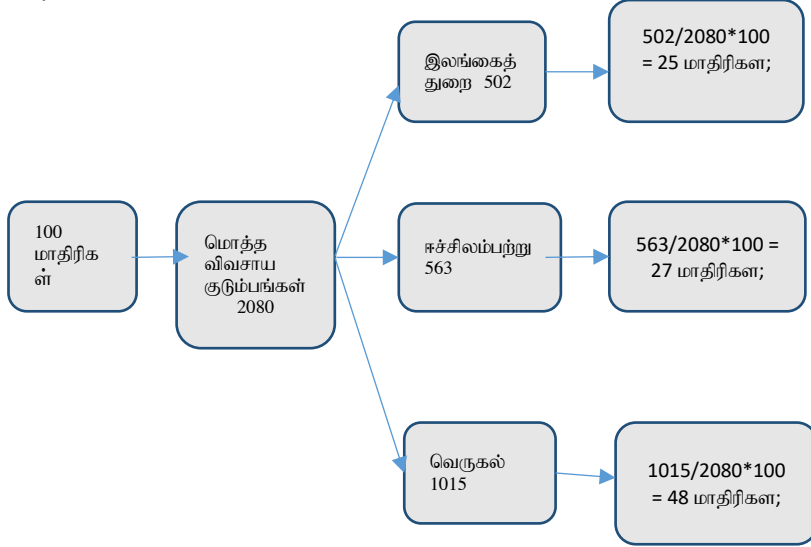 100
மாதிரிக
ள்
மொத்த
விவசாய
குடும்பங்கள்
2080
இலங்கைத்
துறை 502
502/2080*100
= 25 மாதிரிகள;
ஈச்சிலம்பற்று
563
563/2080*100 =
27 மாதிரிகள;
வெருகல்
1015
1015/2080*100
= 48 மாதிரிகள;